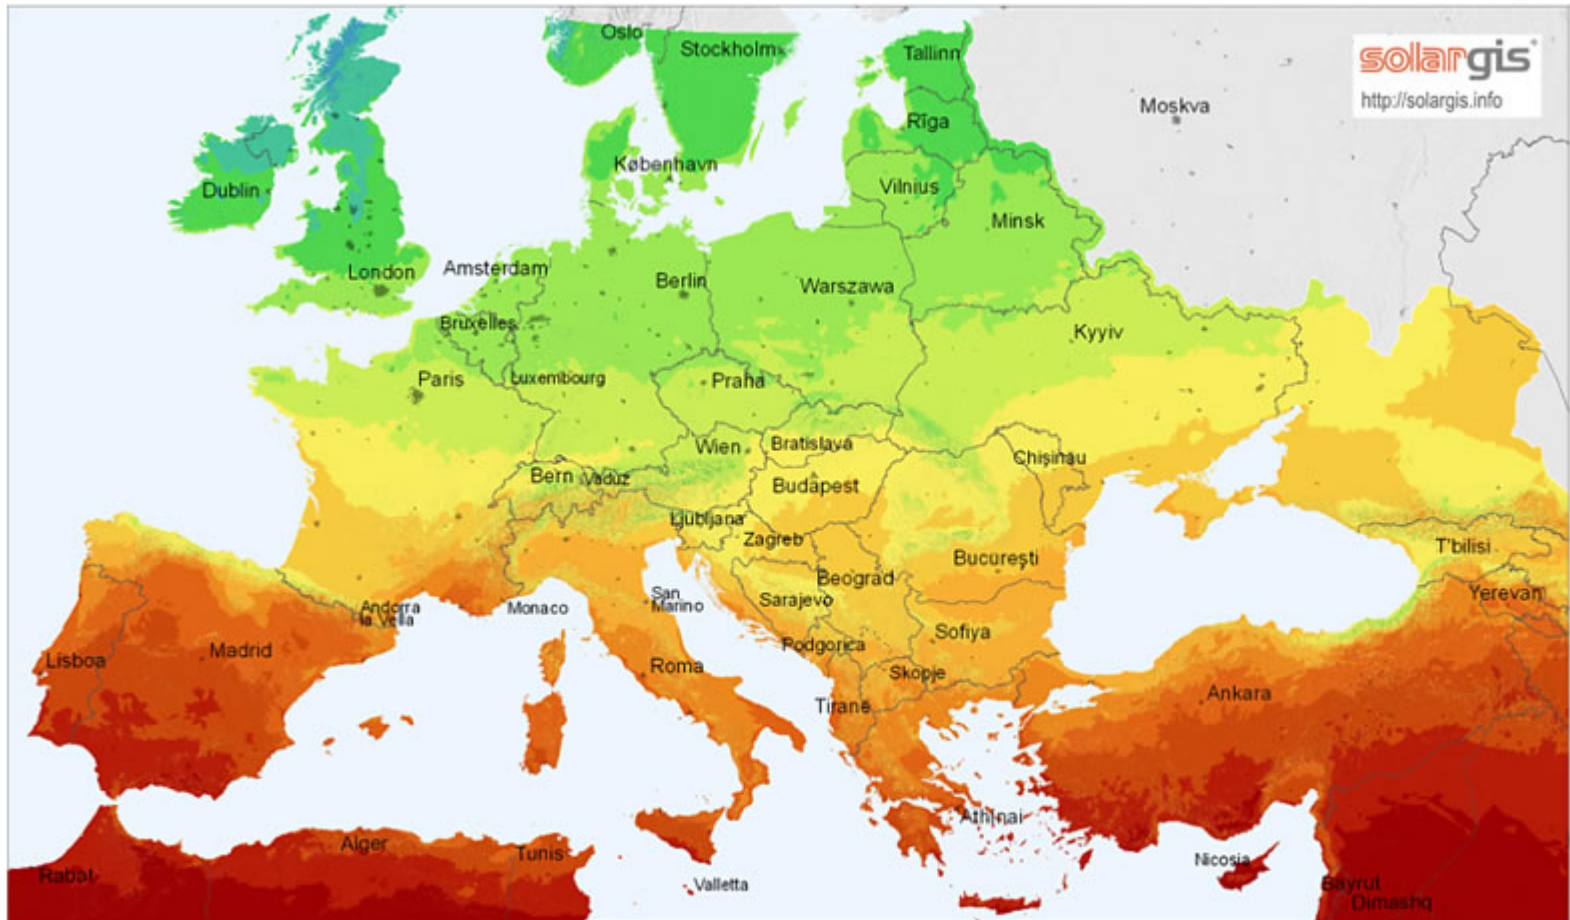 Oslo
Stockholm
Tallinn
solargis
http://solargis.info
Moskva
Rīga
København
Dublin
Vilnius
Minsk
London
Amsterdam
Berlin
Warszawa
Bruxelles
Kyyiv
Paris
Luxembourg
Praha
Wien
Bratislava
Chişinau
Bern
Vaduz
Budapest
Ljubljana
Zagreb
Bucureşti
T'bilisi
Beograd
Andorra
la Vella
Monaco
San
Marino
Sarajevo
Yerevan
Sofiya
Podgorica
Lisboa
Madrid
Roma
Skopje
Ankara
Tirane
Athínai
Alger
Tunis
Nicosia
Rabat
Valletta
Bayrut
Dimashq